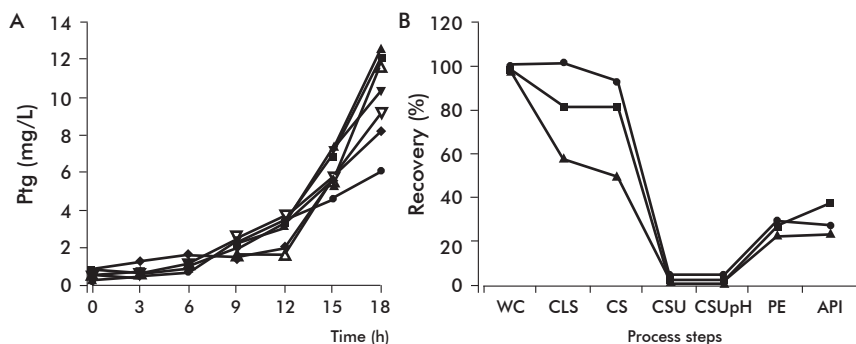 A
Ptg (mg/L)
14
12
10
8
6
4
2
0
0 3 6 9 12 15 18
Time (h)
B
Recovery (%)
120
100
80
60
40
20
0
WC CLS CS CSU CSUpH PE API
Process steps